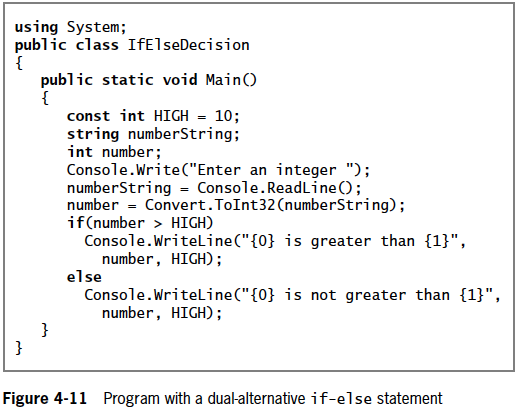 using System;
public class IfElseDecision
{
   public static void Main()
   {
      const int HIGH = 10;
      string numberString;
      int number;
      Console.Write("Enter an integer ");
      numberString = Console.ReadLine();
      number = Convert.ToInt32(numberString);
      if(number > HIGH)
        Console.WriteLine("{0} is greater than {1}",
          number, HIGH);
      else
        Console.WriteLine("{0} is not greater than {1}",
          number, HIGH);
   }
}
Figure 4-11 Program with a dual-alternative if-else statement